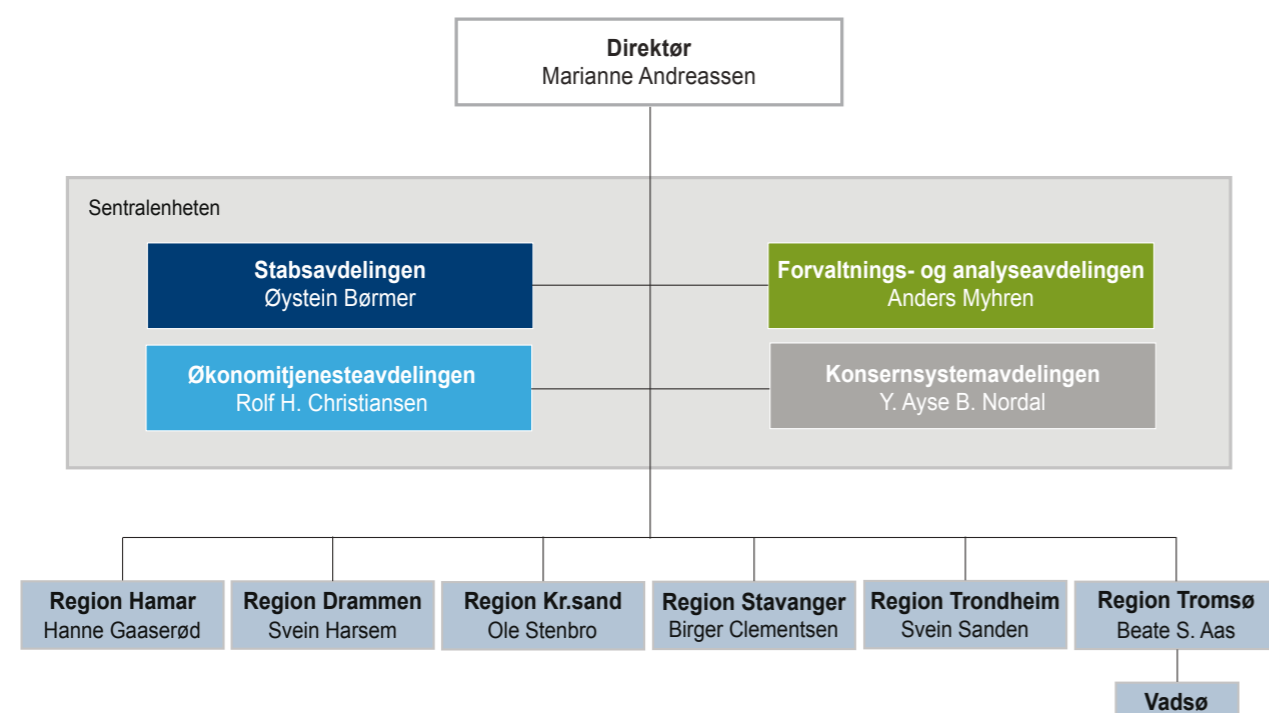 Direktør
Marianne Andreassen
Sentralenheten
Stabsavdelingen
Øystein Børmer
Forvaltnings- og analyseavdelingen
Anders Myhren
Økonomitjenesteavdelingen
Rolf H. Christiansen
Konsernsystemavdelingen
Y. Ayse B. Nordal
Region Hamar
Hanne Gaaserød
Region Drammen
Svein Harsem
Region Kr.sand
Ole Stenbro
Region Stavanger
Birger Clementsen
Region Trondheim
Svein Sanden
Region Tromsø
Beate S. Aas
Vadsø